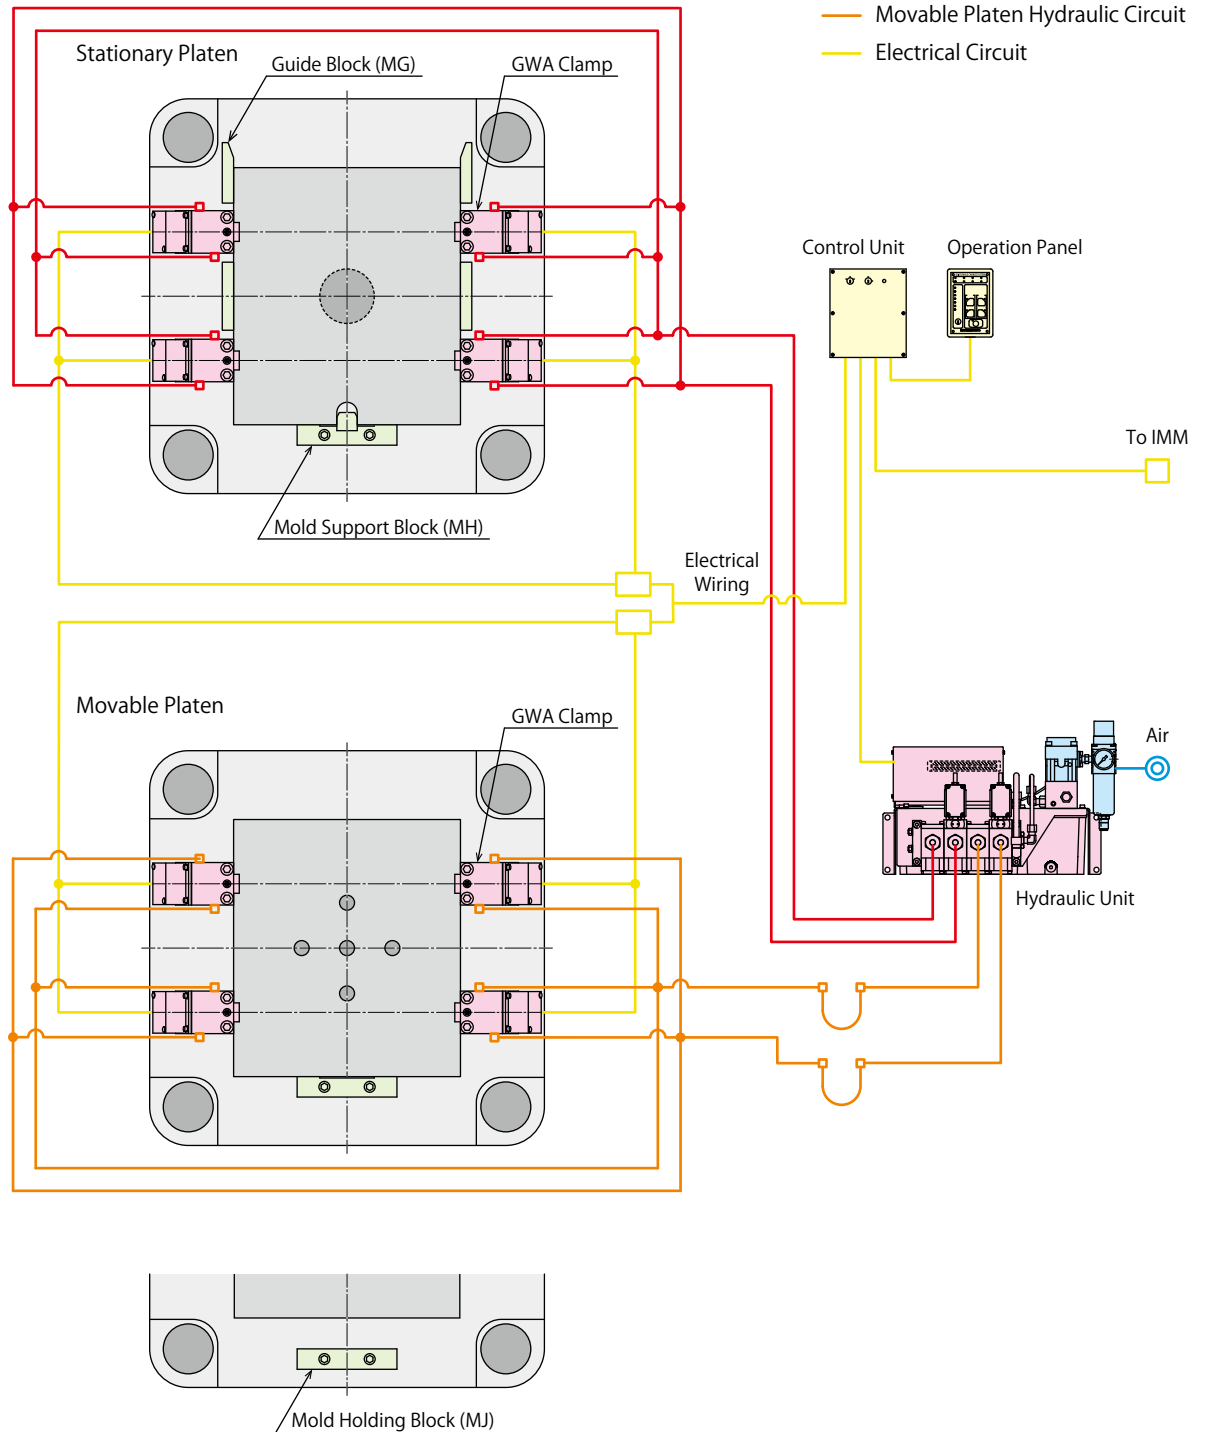 Movable Platen Hydraulic Circuit
Electrical Circuit
Stationary Platen
Guide Block (MG)
GWA Clamp
Control Unit
Operation Panel
To IMM
Mold Support Block (MH)
Electrical
Wiring
Movable Platen
GWA Clamp
Air
Hydraulic Unit
Mold Holding Block (MJ)